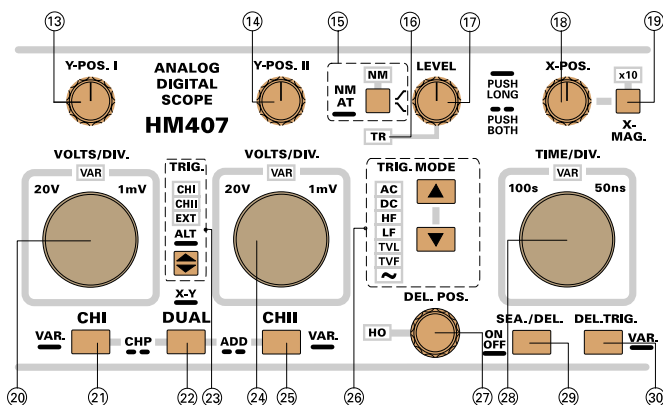 13 14 15 16 17 18 19
Y-POS. I
ANALOG
DIGITAL
SCOPE
HM407
Y-POS. II
NM
AT
NM
LEVEL
TR
PUSH
LONG
PUSH
BOTH
X-POS.
x10
X-
MAG.
VOLTS/DIV.
VAR
20V 1mV
TRIG.
CHI
CHII
EXT
ALT
X-Y
VOLTS/DIV.
VAR
20V 1mV
TRIG. MODE
AC
DC
HF
LF
TVL
TVF
~
TIME/DIV.
VAR
100s 50ns
DEL. POS.
HO
ON
OFF
SEA./DEL.
DEL.TRIG.
VAR.
CHI
VAR.
CHP
DUAL
ADD
CHII
VAR.
20 21 22 23 24 25 26 27 28 29 30